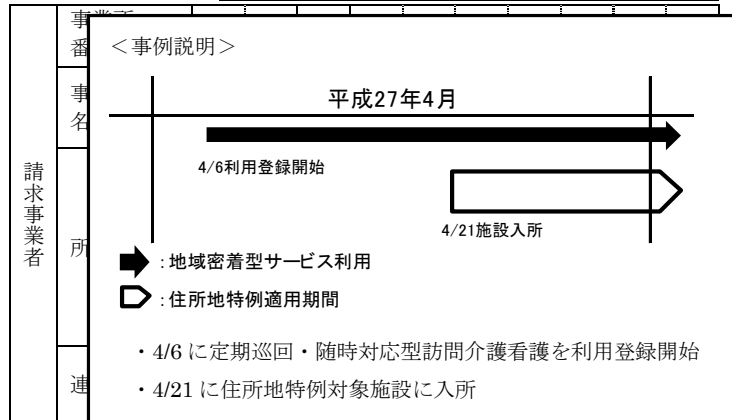 請求事業者
事
番
事
名
所
連
＜事例説明＞
平成27年4月
4/6利用登録開始
4/21施設入所
：地域密着型サービス利用
：住所地特例適用期間
・4/6 に定期巡回・随時対応型訪問介護看護を利用登録開始
・4/21 に住所地特例対象施設に入所